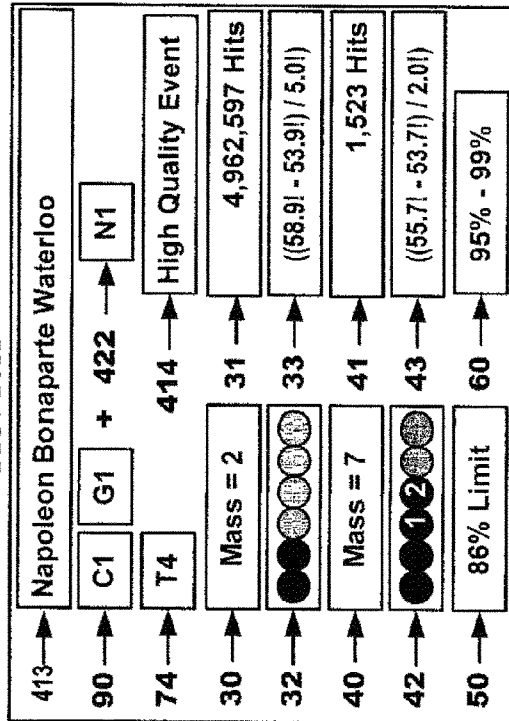 413 Napoleon Bonaparte Waterloo
90 C1 G1 + 422 N1
74 T4 414 High Quality Event
30 Mass = 2 31 4,962,597 Hits
32 33 ((58.9! - 53.9!) / 5.0!)
40 Mass = 7 41 1,523 Hits
42 1 2 43 ((55.7! - 53.7!) / 2.0!)
50 86% Limit 60 95% - 99%